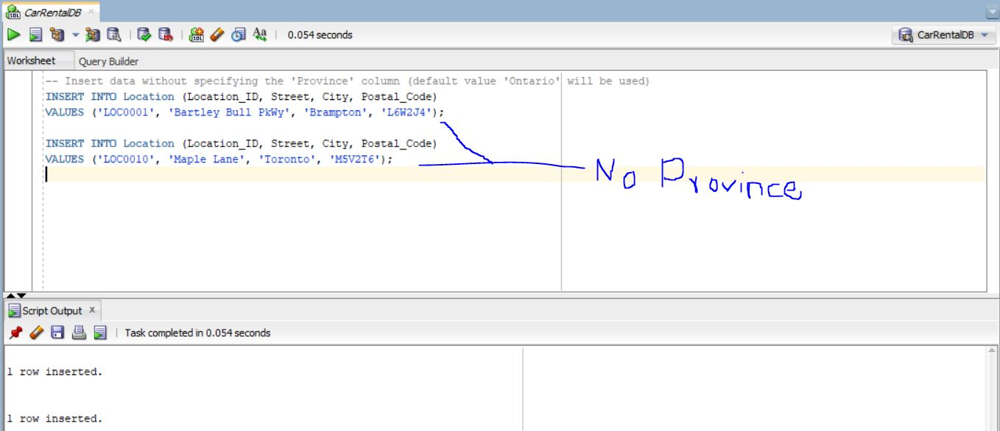 CarRentalDB
0.054 seconds
CarRentalDB
Worksheet
Query Builder
-- Insert data without specifying the 'Province' column (default value 'Ontario' will be used)
INSERT INTO Location (Location_ID, Street, City, Postal_Code)
VALUES ('LOC0001', 'Bartley Bull PkWy', 'Brampton', 'L6W2J4');
INSERT INTO Location (Location_ID, Street, City, Postal_Code)
VALUES ('LOC0010', 'Maple Lane', 'Toronto', 'M5V2T6');
No Province
Script Output x
Task completed in 0.054 seconds
1 row inserted.
1 row inserted.